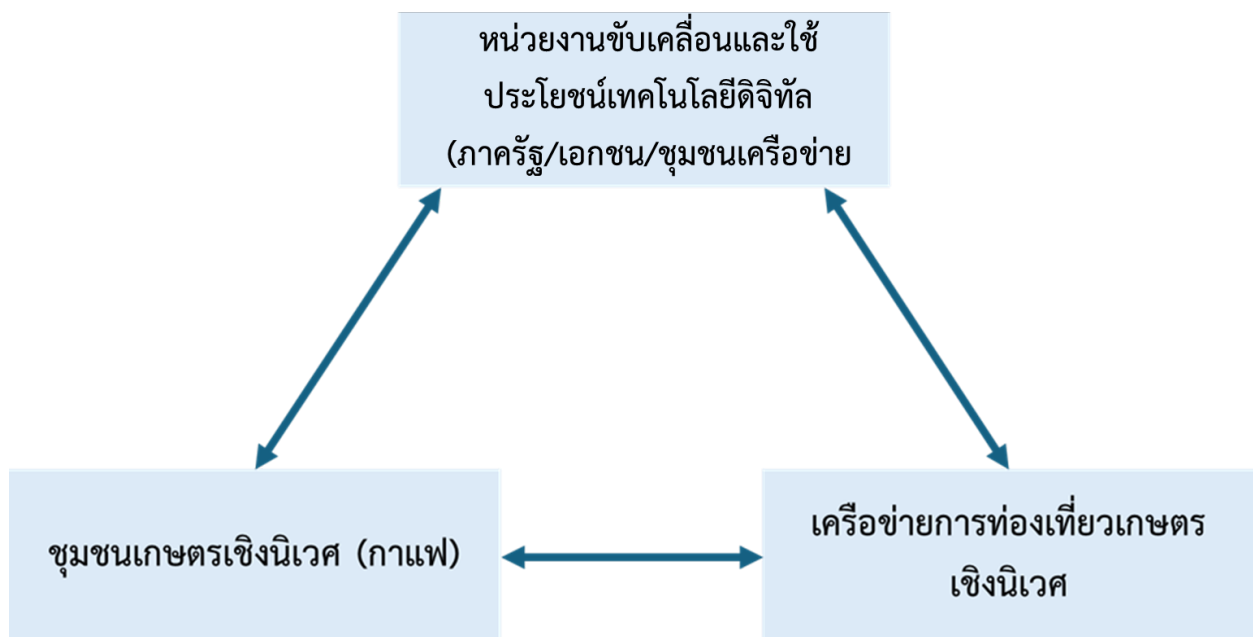 หน่วยงานขับเคลื่อนและใช้
ประโยชน์เทคโนโลยีดิจิทัล
(ภาครัฐ/เอกชน/ชุมชนเครือข่าย
ชุมชนเกษตรเชิงนิเวศ (กาแฟ)
เครือข่ายการท่องเที่ยวเกษตร
เชิงนิเวศ